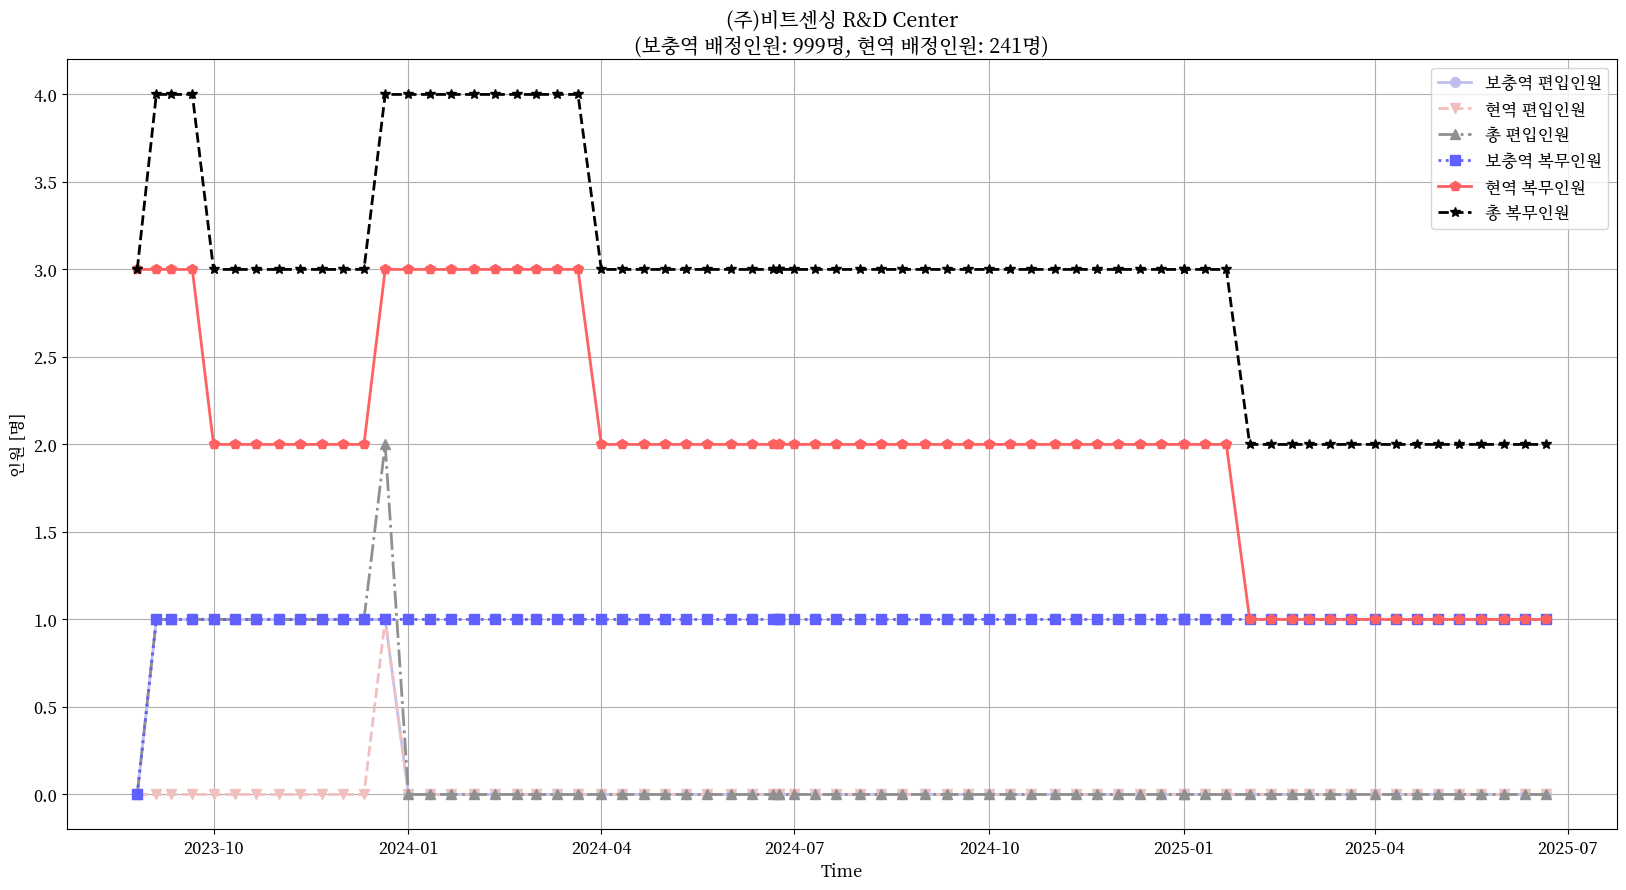 (주)비트센싱 R&D Center
(보충역 배정인원: 999명, 현역 배정인원: 241명)
보충역 편입인원
현역 편입인원
총 편입인원
보충역 복무인원
현역 복무인원
총 복무인원
4.0
3.5
3.0
2.5
2.0
1.5
1.0
0.5
0.0
인원 [명]
2023-10
2024-01
2024-04
2024-07
2024-10
2025-01
2025-04
2025-07
Time